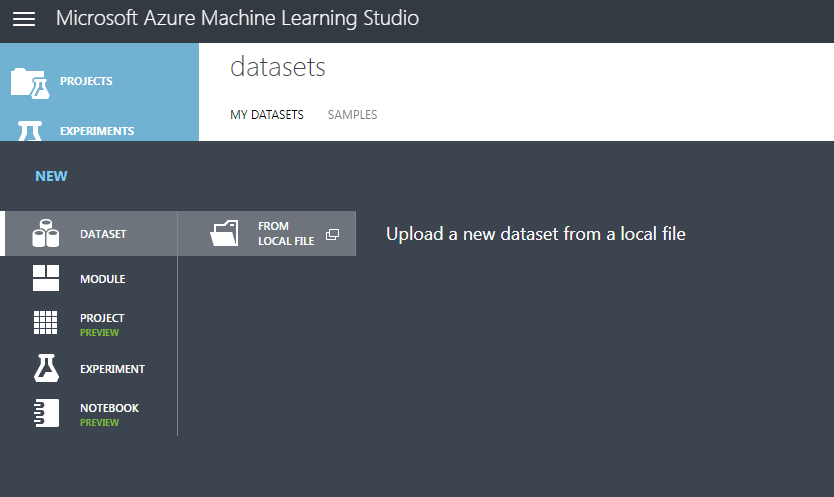 Microsoft Azure Machine Learning Studio
PROJECTS
EXPERIMENTS
datasets
MY DATASETS SAMPLES
NEW
DATASET
MODULE
PROJECT
PREVIEW
EXPERIMENT
NOTEBOOK
PREVIEW
FROM
LOCAL FILE
Upload a new dataset from a local file